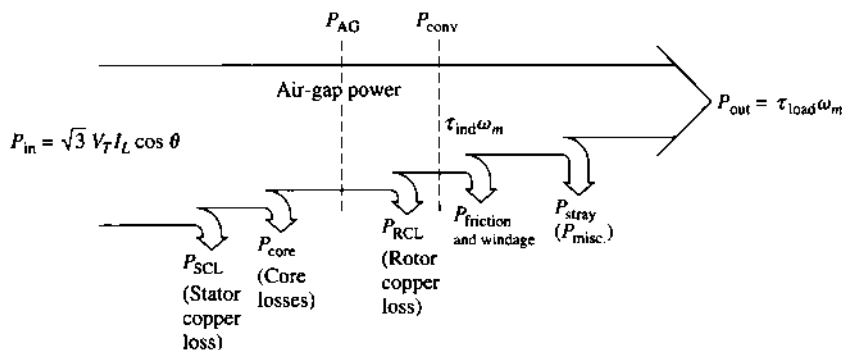 P_AG
P_conv
Air-gap power
P_in = √3 V_T I_L cos θ
τ_ind ω_m
P_out = τ_load ω_m
P_SCL
(Stator
copper
loss)
P_core
(Core
losses)
P_RCL
(Rotor
copper
loss)
P_friction
and windage
P_stray
(P_misc.)